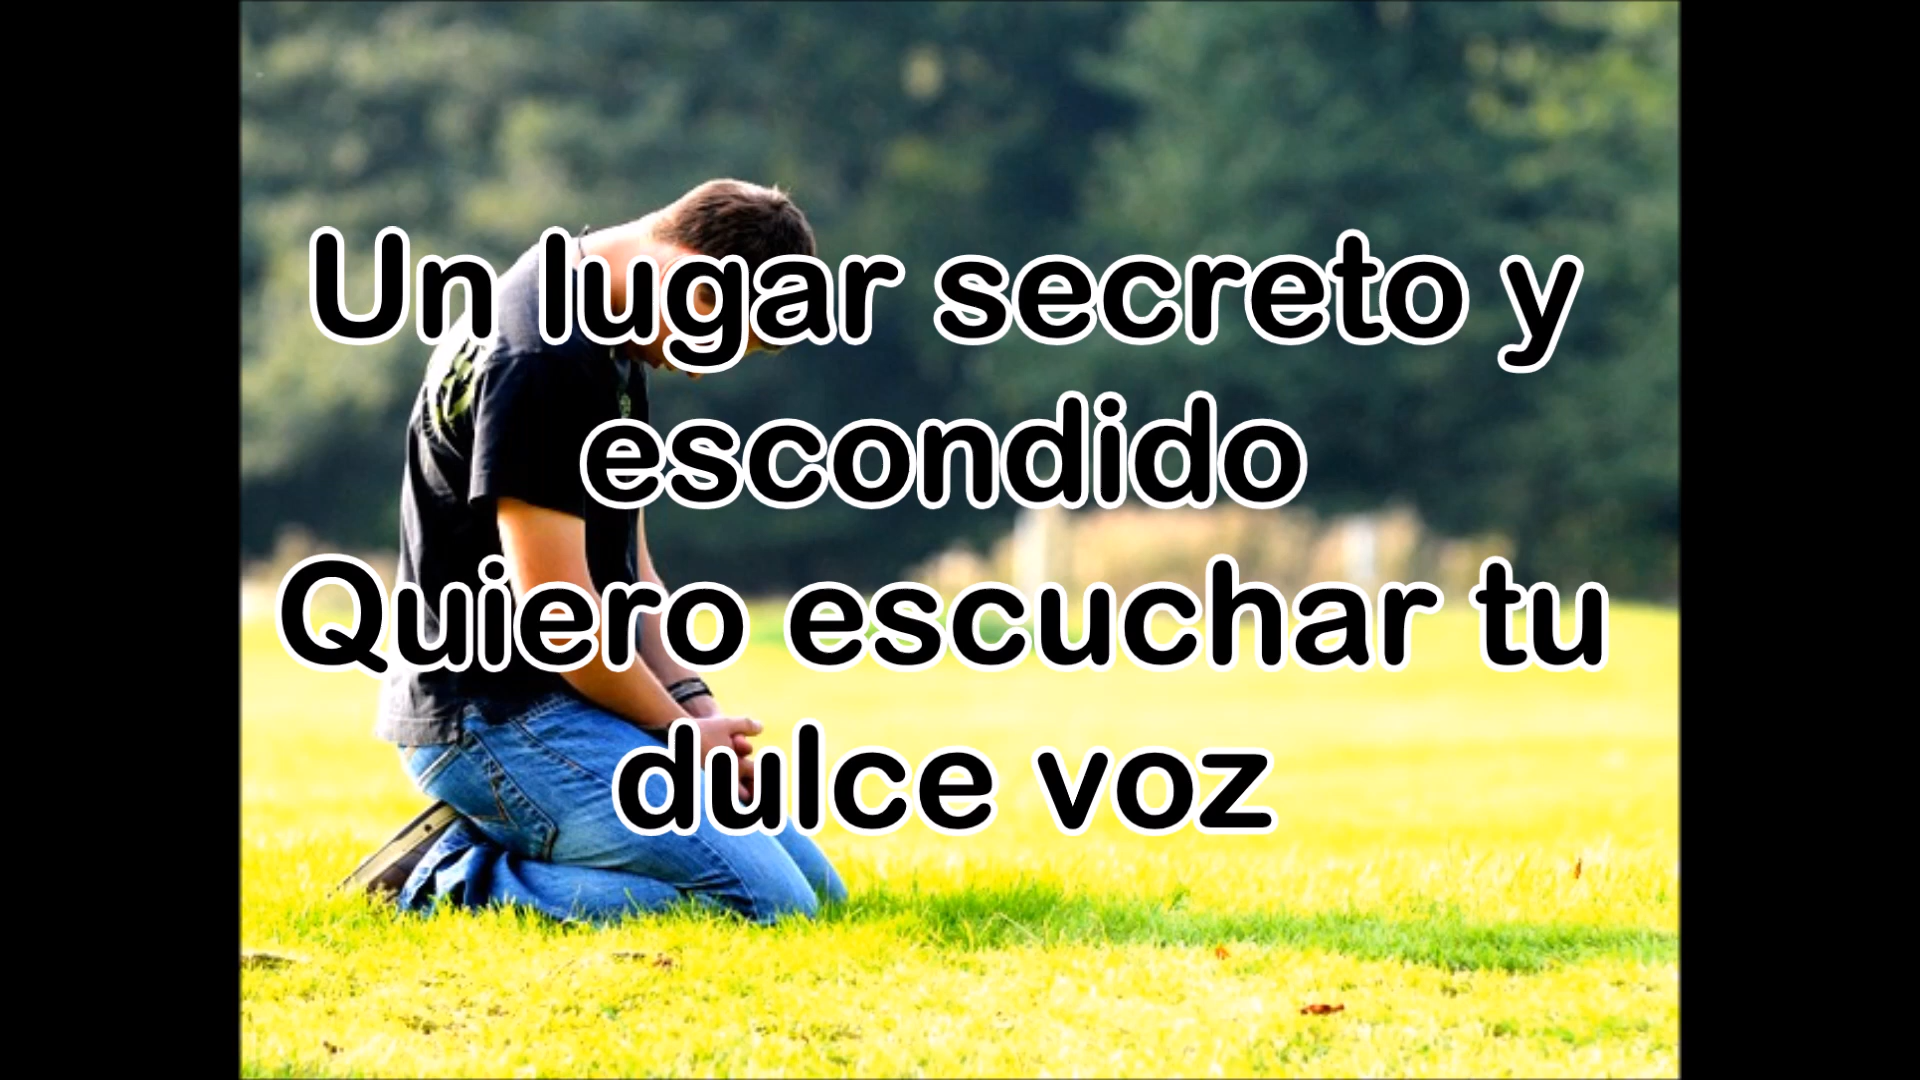 Un lugar secreto y
escondido
Quiero escuchar tu
dulce voz